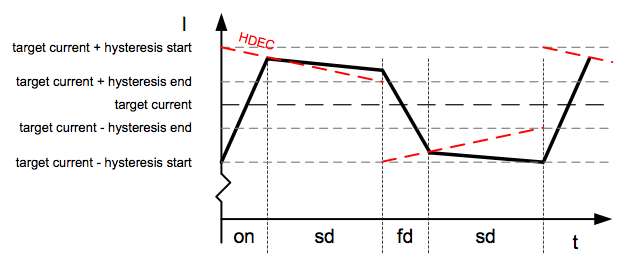 I
target current + hysteresis start
HDEC
target current + hysteresis end
target current
target current - hysteresis end
target current - hysteresis start
on sd fd sd t